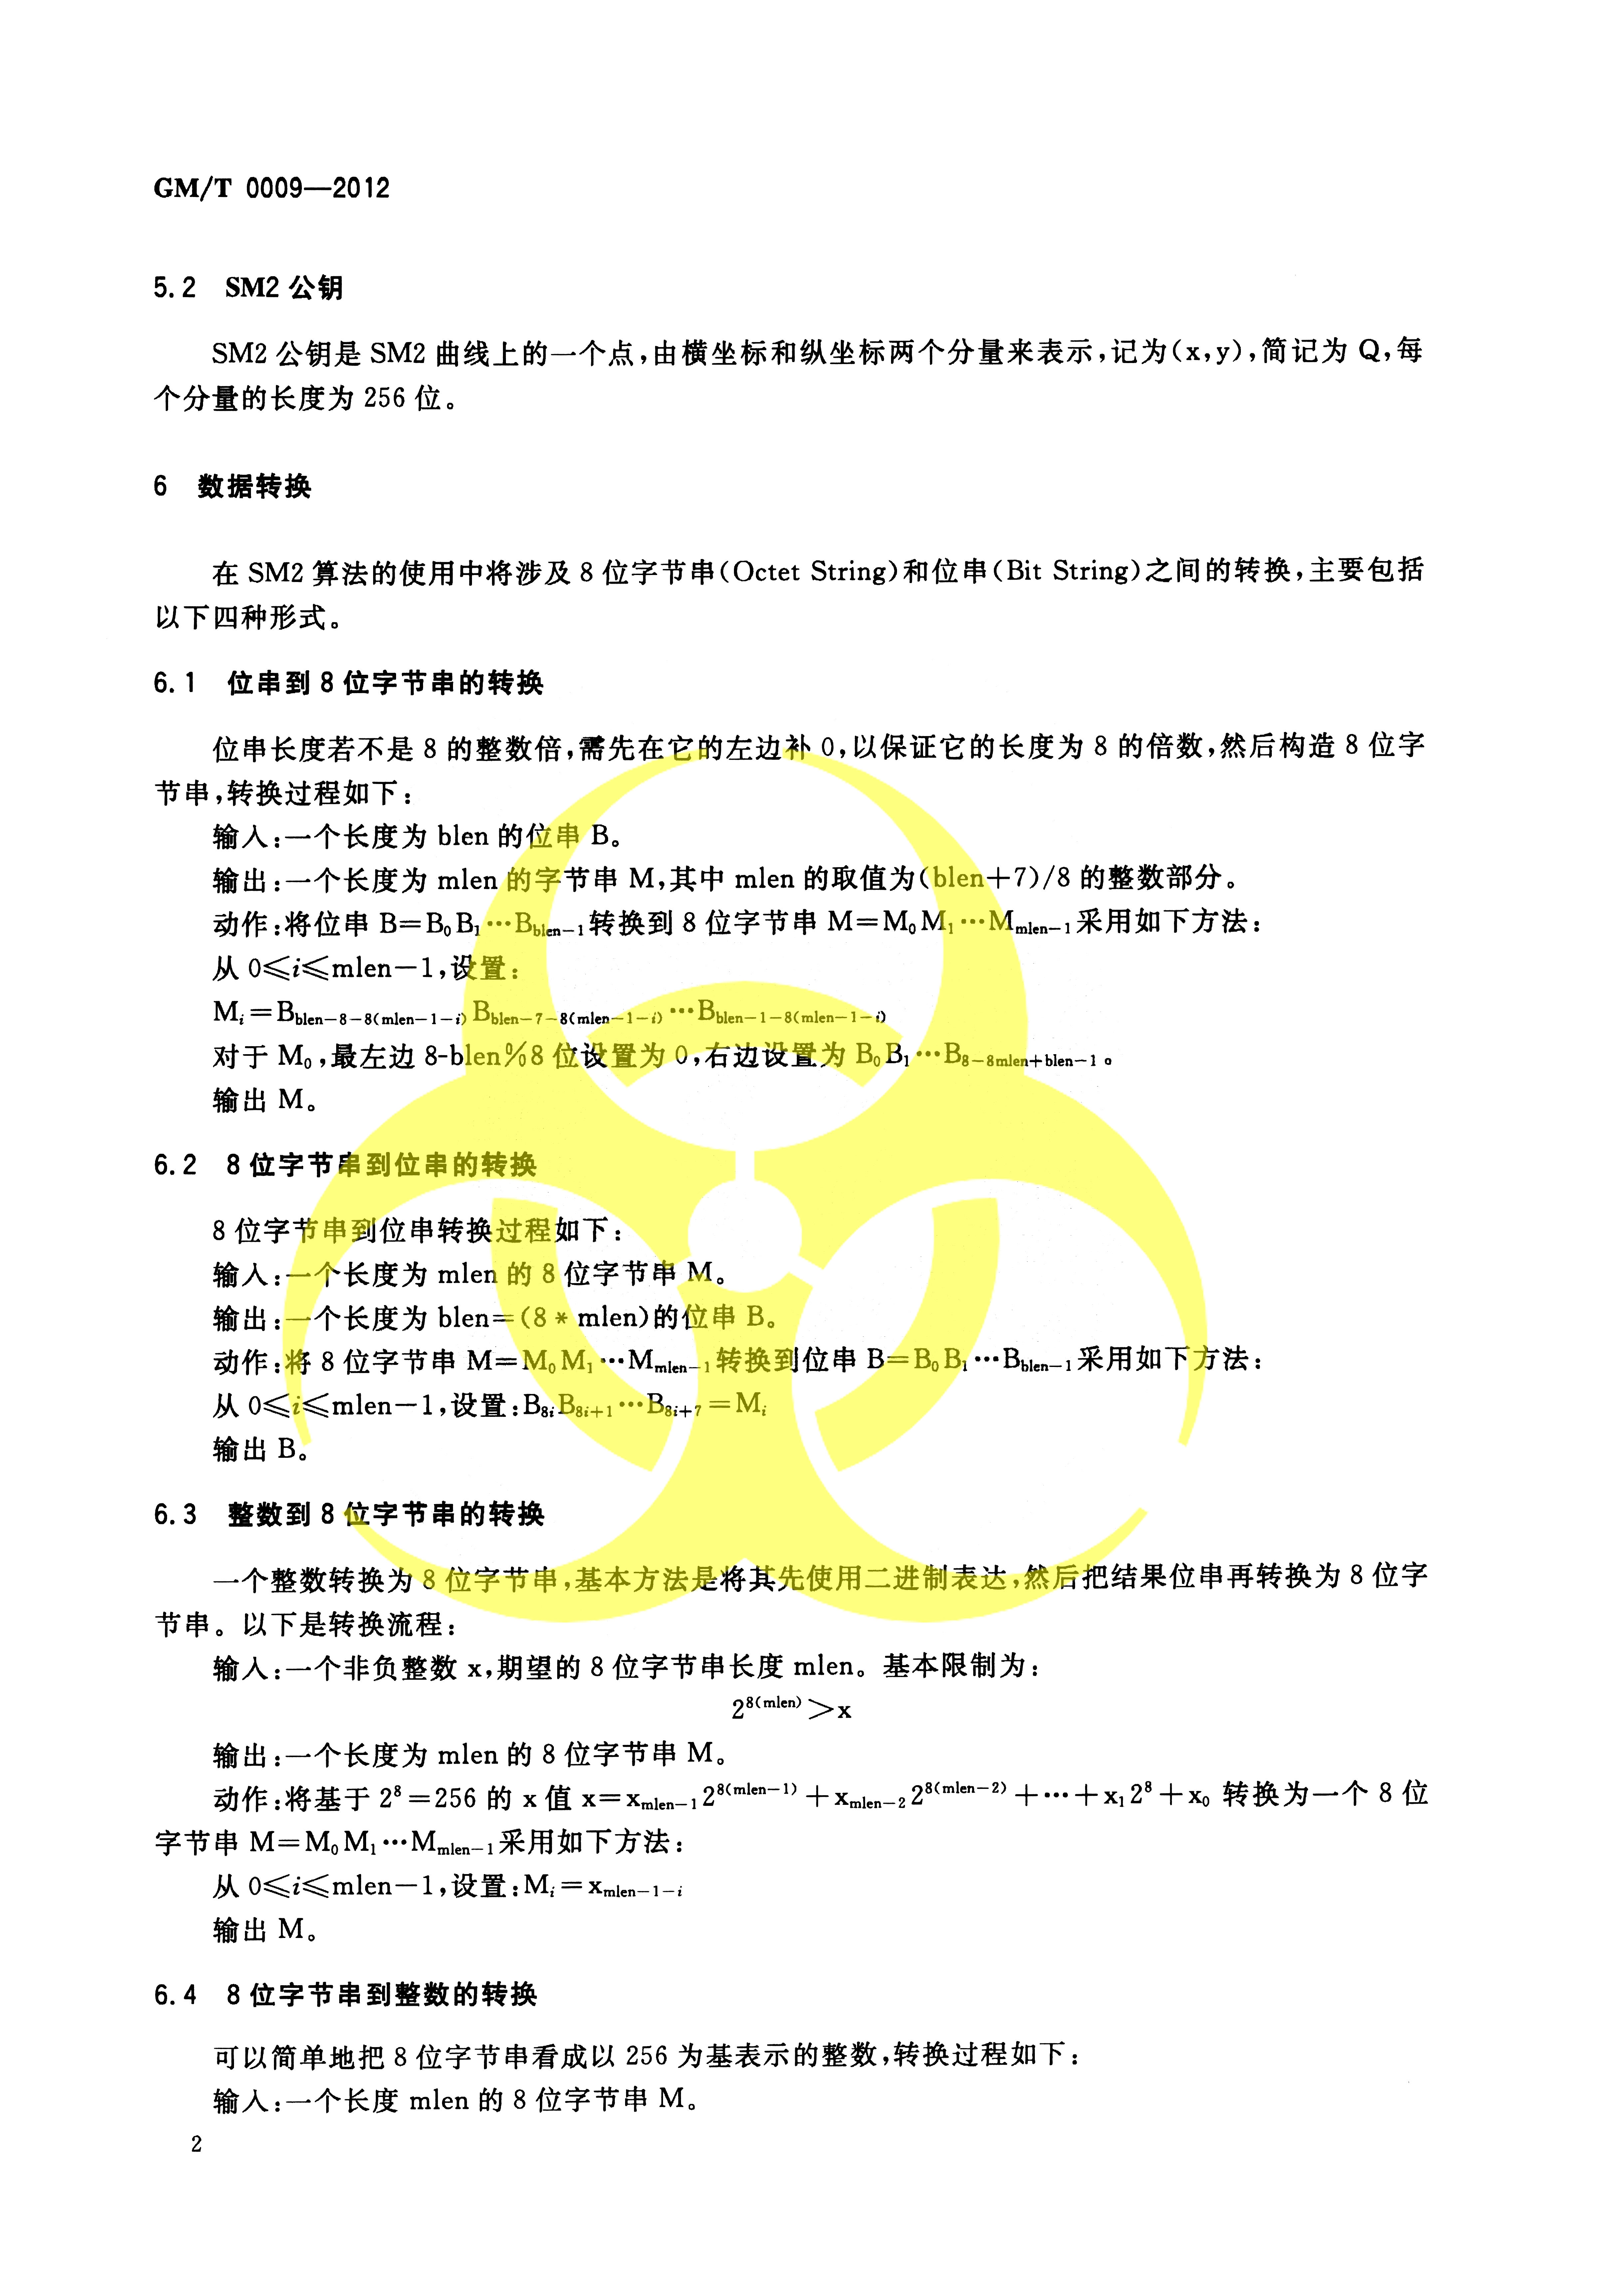 GM/T 0009—2012
5.2 SM2 公钥
SM2 公钥是 SM2 曲线上的一个点,由横坐标和纵坐标两个分量来表示,记为(x,y),简记为 Q,每
个分量的长度为 256 位。
6 数据转换
在 SM2 算法的使用中将涉及 8 位字节串(Octet String)和位串(Bit String)之间的转换,主要包括
以下四种形式。
6.1 位串到 8 位字节串的转换
位串长度若不是 8 的整数倍,需先在它的左边补 0,以保证它的长度为 8 的倍数,然后构造 8 位字
节串,转换过程如下:
输入:一个长度为 blen 的位串 B。
输出:一个长度为 mlen 的字节串 M,其中 mlen 的取值为(blen+7)/8 的整数部分。
动作:将位串 B=B₀B₁…B_{blen-1}转换到 8 位字节串 M=M₀M₁…M_{mlen-1}采用如下方法:
从 0≤i≤mlen-1,设置:
M_i=B_{blen-8-8(mlen-1-i)}B_{blen-7-8(mlen-1-i)}…B_{blen-1-8(mlen-1-i)}
对于 M₀,最左边 8-blen%8 位设置为 0,右边设置为 B₀B₁…B_{8-8mlen+blen-1}。
输出 M。
6.2 8 位字节串到位串的转换
8 位字节串到位串转换过程如下:
输入:一个长度为 mlen 的 8 位字节串 M。
输出:一个长度为 blen=(8*mlen)的位串 B。
动作:将 8 位字节串 M=M₀M₁…M_{mlen-1}转换到位串 B=B₀B₁…B_{blen-1}采用如下方法:
从 0≤i≤mlen-1,设置:B_{8i}B_{8i+1}…B_{8i+7}=M_i
输出 B。
6.3 整数到 8 位字节串的转换
一个整数转换为 8 位字节串,基本方法是将其先使用二进制表达,然后把结果位串再转换为 8 位字
节串。以下是转换流程:
输入:一个非负整数 x,期望的 8 位字节串长度 mlen。基本限制为:
2^{8(mlen)}>x
输出:一个长度为 mlen 的 8 位字节串 M。
动作:将基于 2⁸=256 的 x 值 x=x_{mlen-1}2^{8(mlen-1)}+x_{mlen-2}2^{8(mlen-2)}+…+x₁2⁸+x₀ 转换为一个 8 位
字节串 M=M₀M₁…M_{mlen-1}采用如下方法:
从 0≤i≤mlen-1,设置:M_i=x_{mlen-1-i}
输出 M。
6.4 8 位字节串到整数的转换
可以简单地把 8 位字节串看成以 256 为基表示的整数,转换过程如下:
输入:一个长度 mlen 的 8 位字节串 M。
2